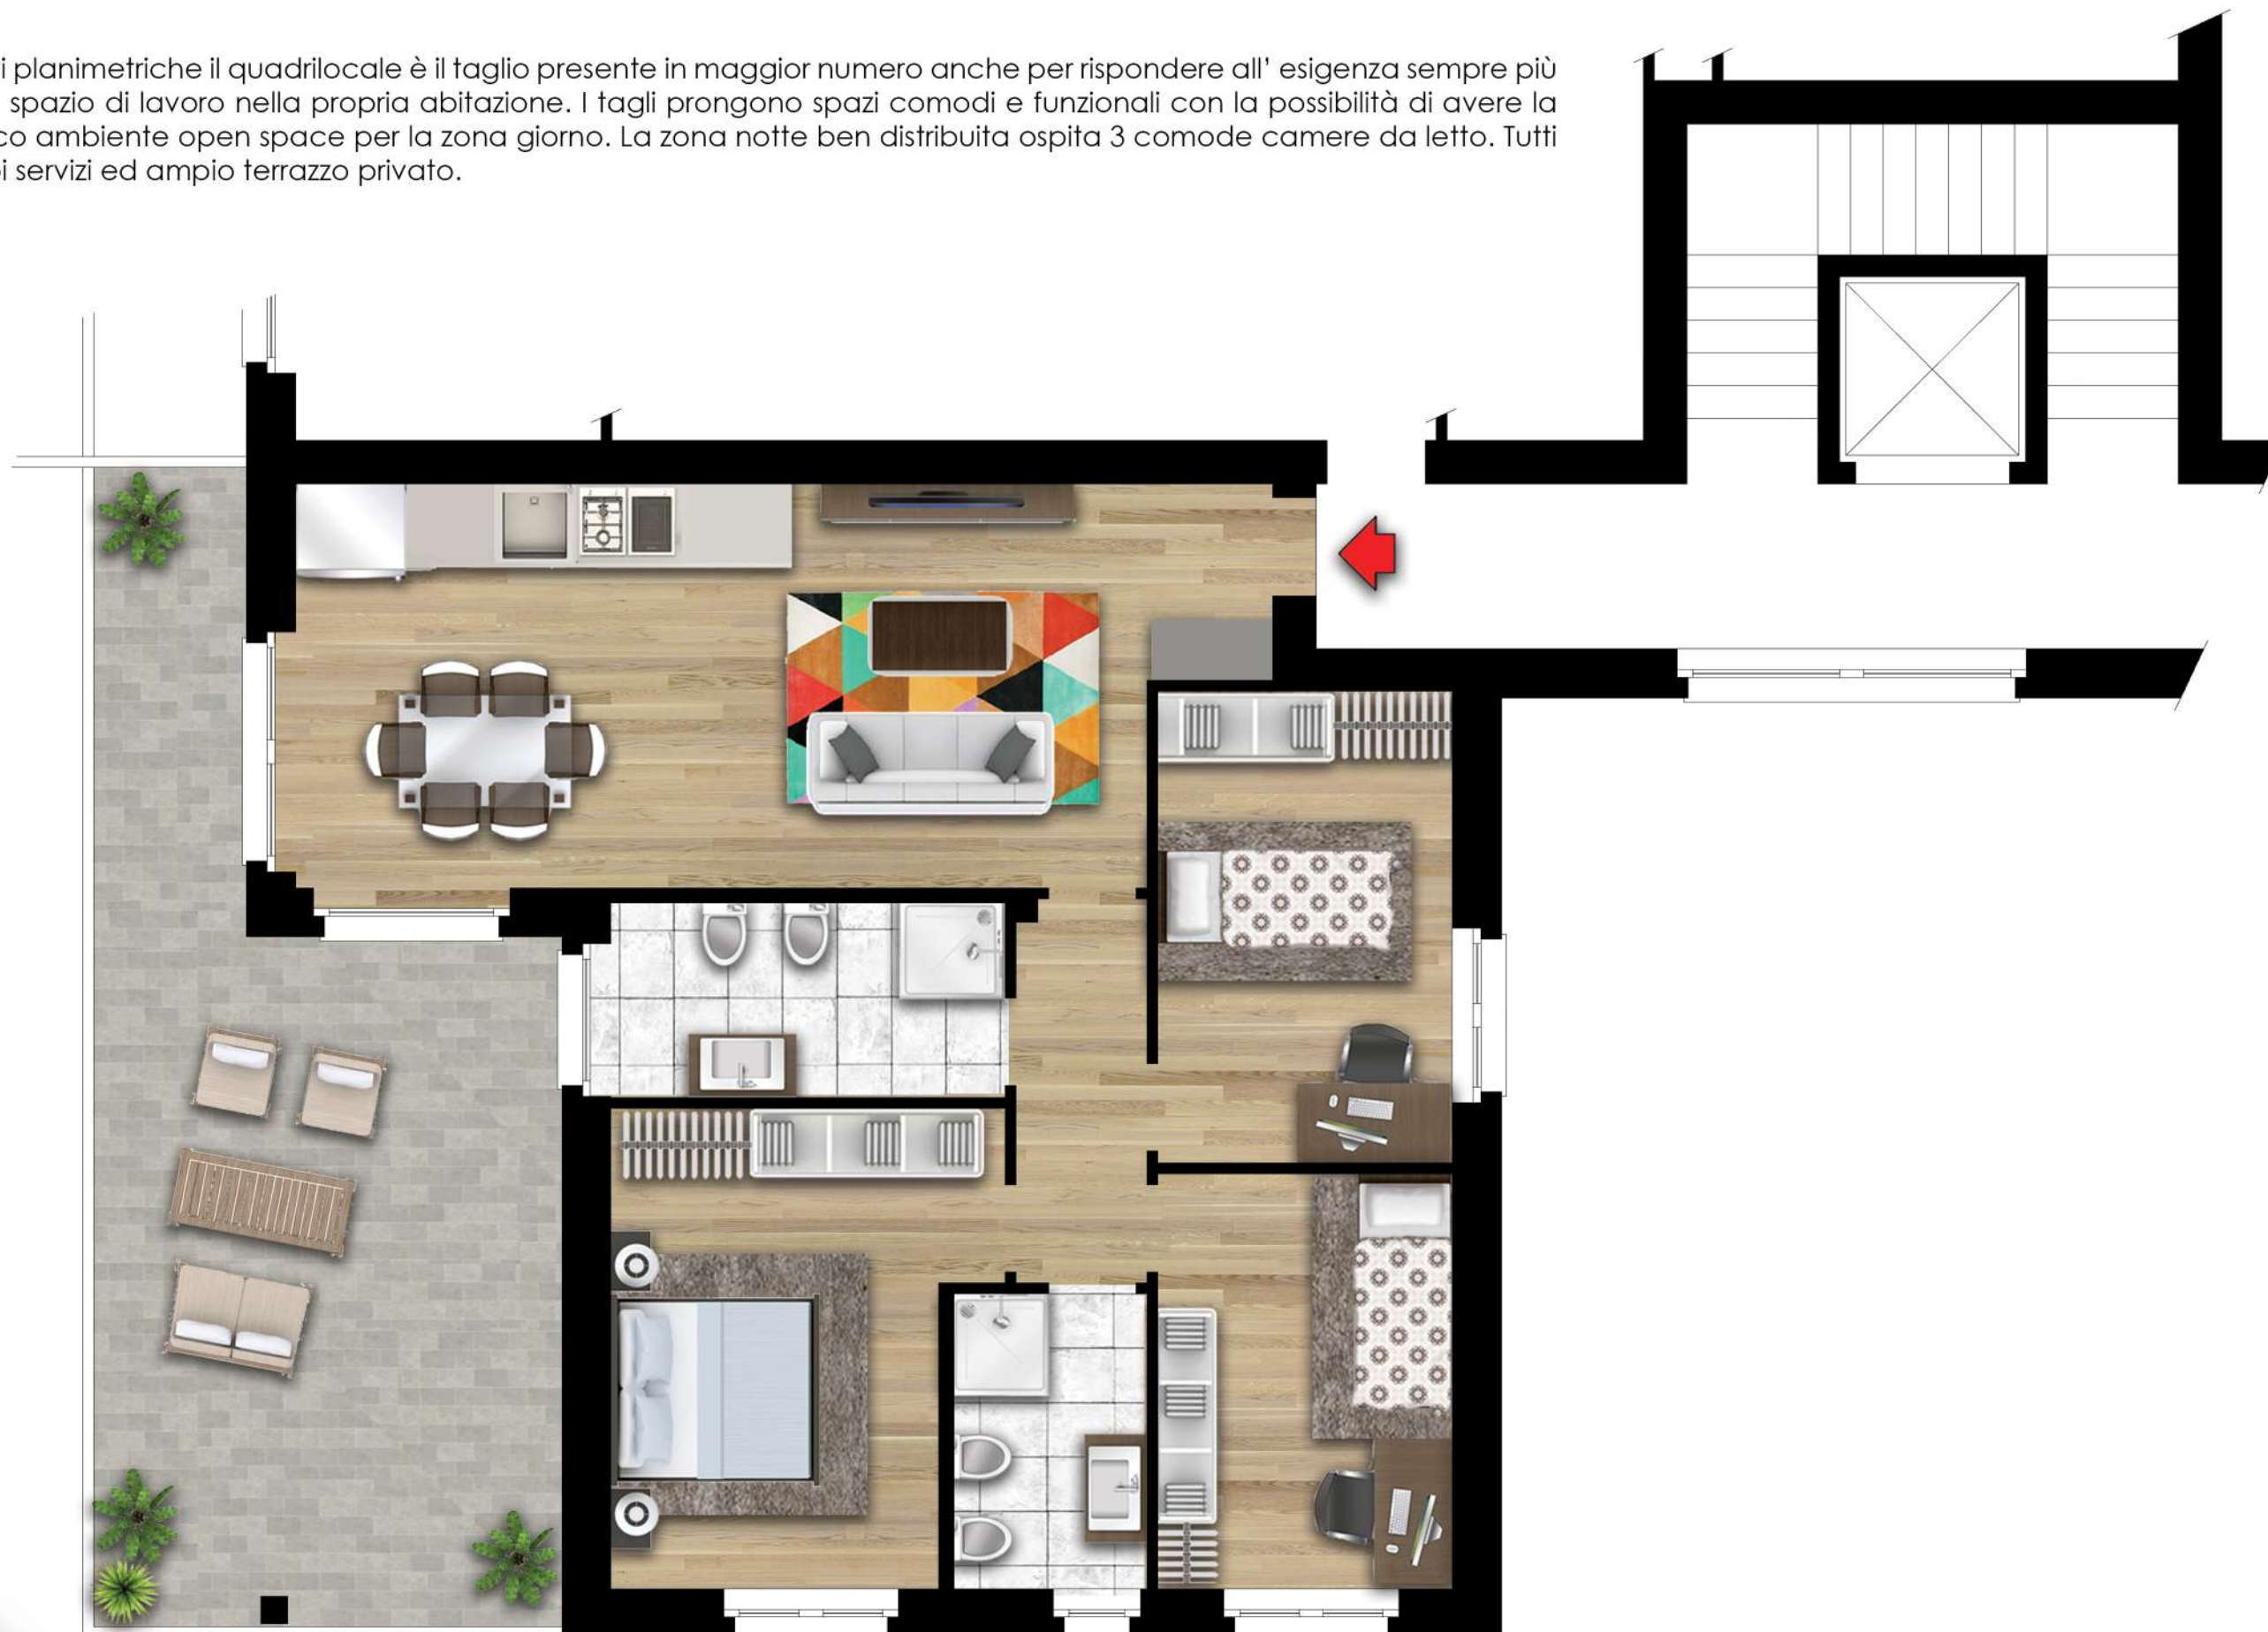 i planimetriche il quadrilocale è il taglio presente in maggior numero anche per rispondere all' esigenza sempre più
spazio di lavoro nella propria abitazione. I tagli prongono spazi comodi e funzionali con la possibilità di avere la
co ambiente open space per la zona giorno. La zona notte ben distribuita ospita 3 comode camere da letto. Tutti
i servizi ed ampio terrazzo privato.